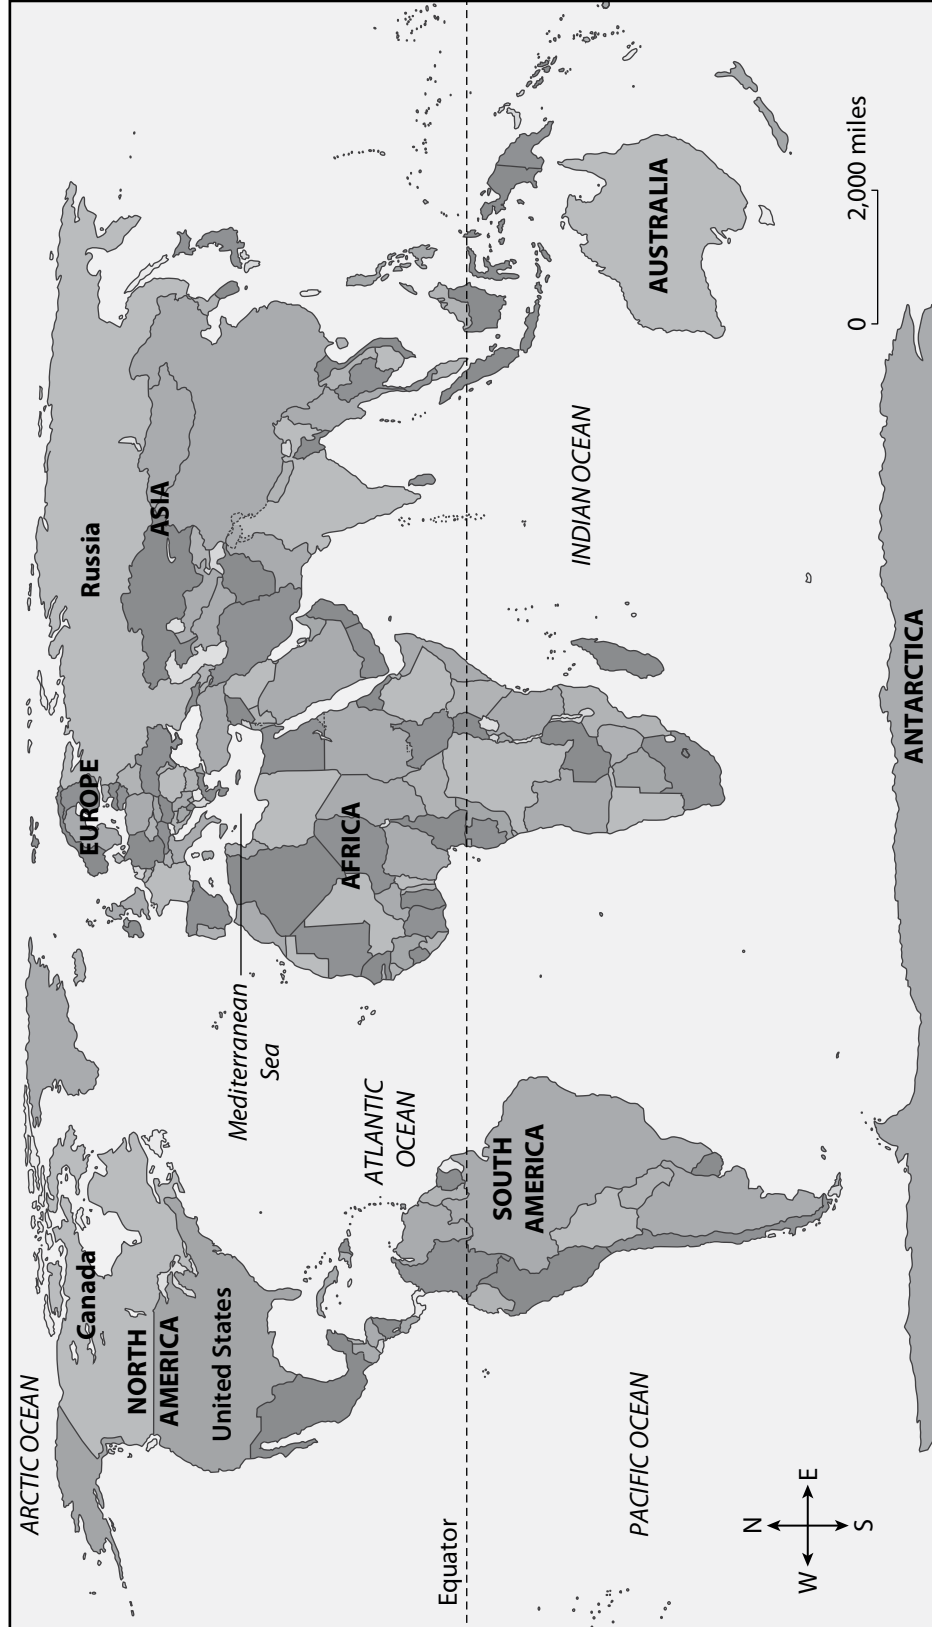 ARCTIC OCEAN
Canada
NORTH
AMERICA
United States
EUROPE
Russia
ASIA
Mediterranean
Sea
ATLANTIC
OCEAN
AFRICA
Equator
SOUTH
AMERICA
INDIAN OCEAN
AUSTRALIA
PACIFIC OCEAN
N
W
E
S
0
2,000 miles
ANTARCTICA